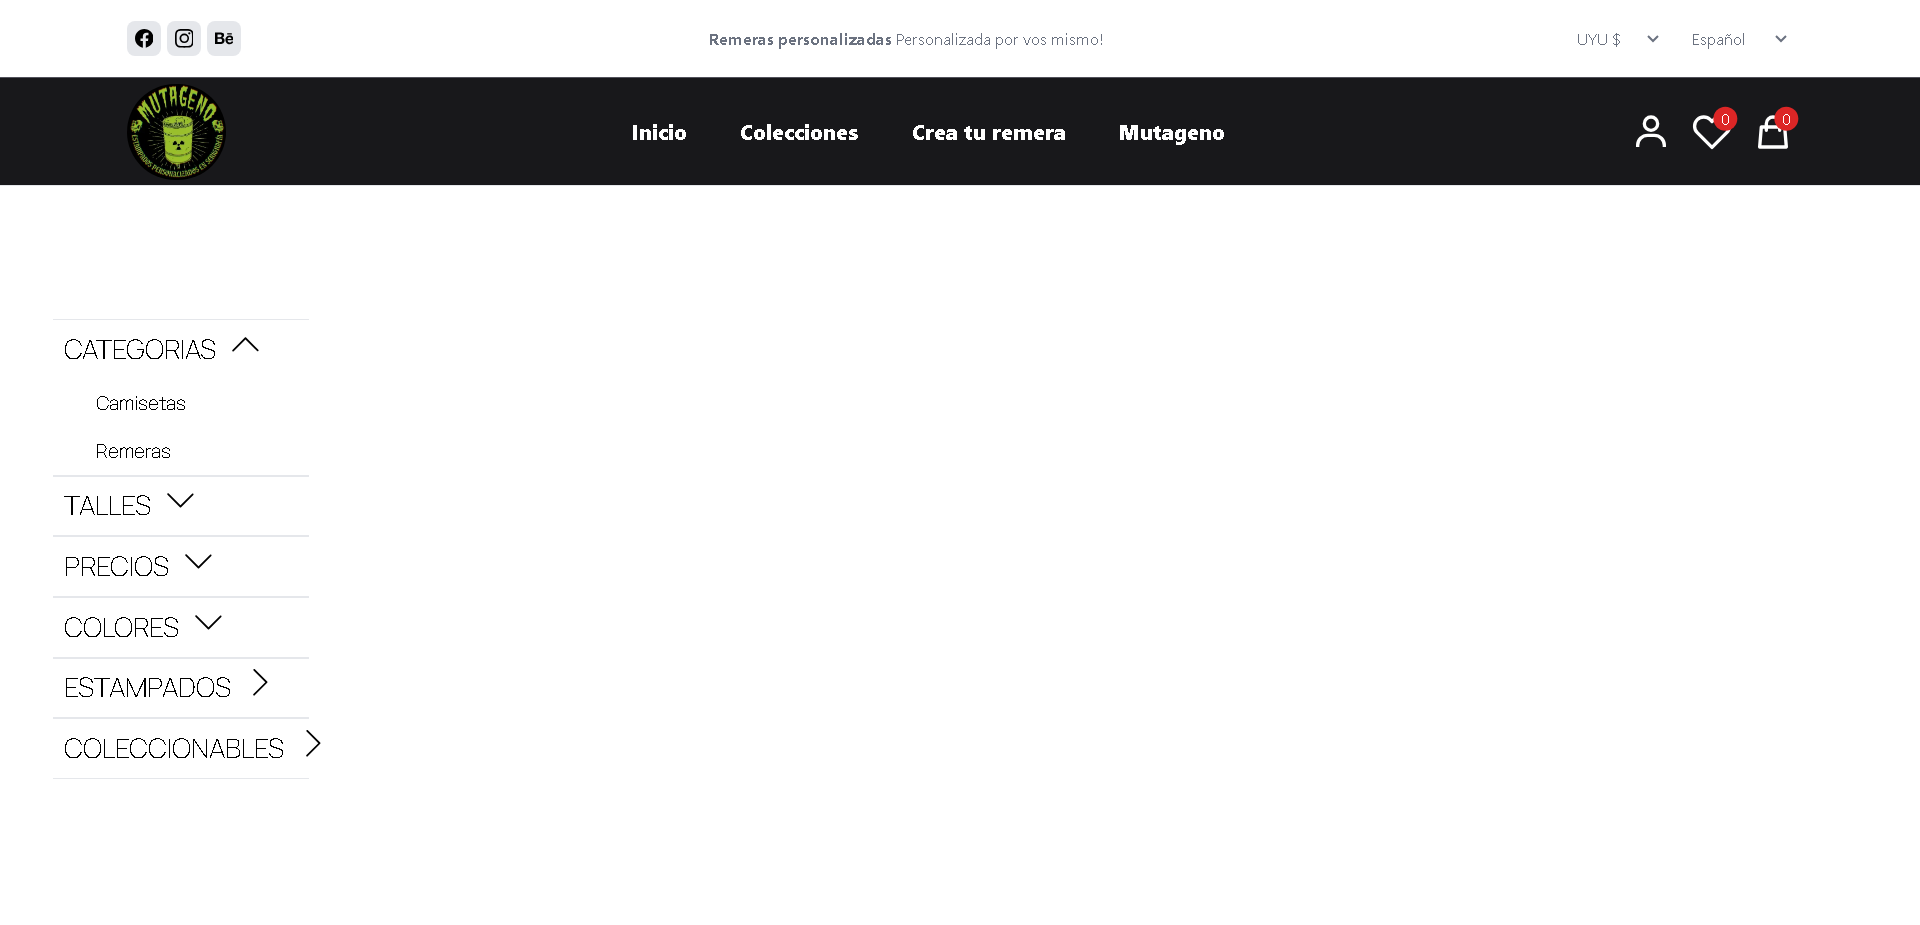 Bē
Remeras personalizadas Personalizada por vos mismo!
UYU $
Español
MUTAGENO
ESTAMPADOS PERSONALIZADOS EN SERIGRAFIA
Inicio
Colecciones
Crea tu remera
Mutageno
0
0
CATEGORIAS
Camisetas
Remeras
TALLES
PRECIOS
COLORES
ESTAMPADOS
COLECCIONABLES